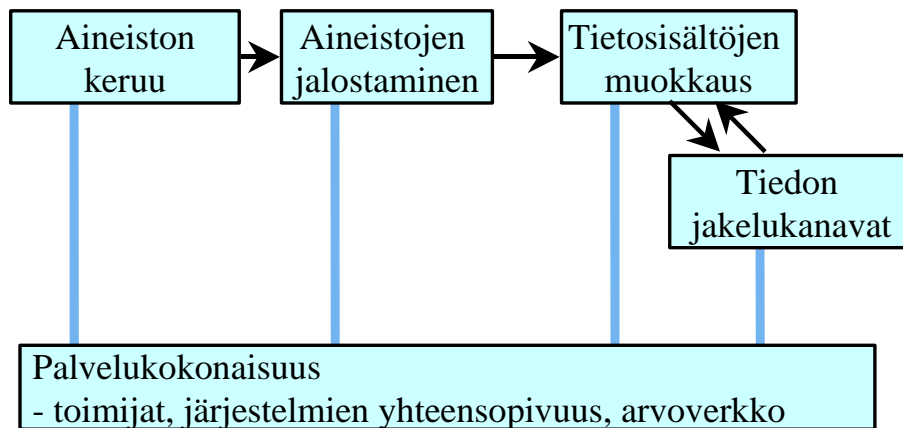 Aineiston
keruu
Aineistojen
jalostaminen
Tietosisältöjen
muokkaus
Tiedon
jakelukanavat
Palvelukokonaisuus
- toimijat, järjestelmien yhteensopivuus, arvoverkko